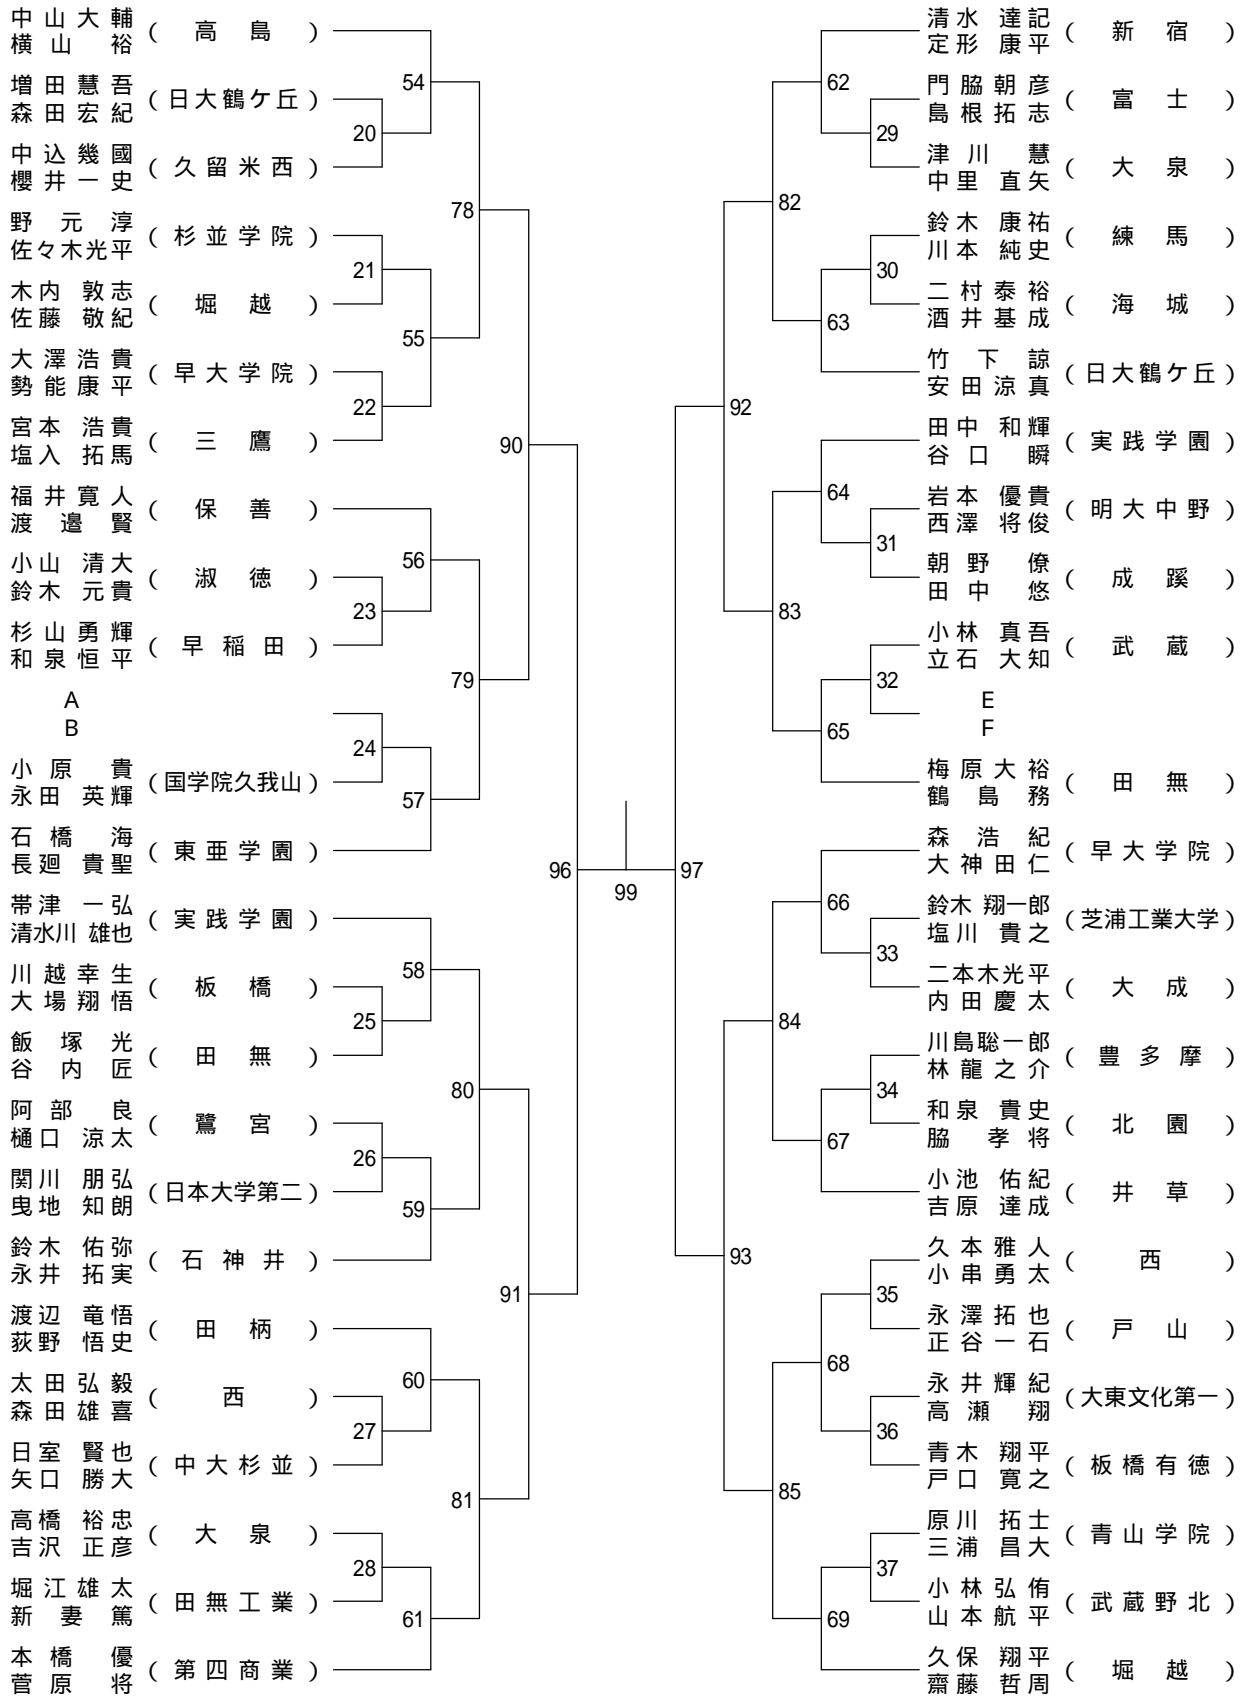 中山大輔
横山 裕 (高島)
増田慧吾
森田宏紀 (日大鶴ケ丘)
中込幾國
櫻井一史 (久留米西)
野元 淳
佐々木光平 (杉並学院)
木内 敦志
佐藤 敬紀 (堀越)
大澤浩貴
勢能康平 (早大学院)
宮本 浩貴
塩入 拓馬 (三鷹)
福井寛人
渡邉 賢 (保善)
小山 清大
鈴木 元貴 (淑徳)
杉山勇輝
和泉恒平 (早稲田)
A
B
小原 貴
永田 英輝 (国学院久我山)
石橋 海
長廻 貴聖 (東亜学園)
帯津 一弘
清水川 雄也 (実践学園)
川越幸生
大場翔悟 (板橋)
飯塚 光
谷内 匠 (田無)
阿部 良
樋口 涼太 (鷺宮)
関川 朋弘
曳地 知朗 (日本大学第二)
鈴木 佑弥
永井 拓実 (石神井)
渡辺 竜悟
荻野 悟史 (田柄)
太田弘毅
森田雄喜 (西)
日室 賢也
矢口 勝大 (中大杉並)
高橋 裕忠
吉沢 正彦 (大泉)
堀江雄太
新妻 篤 (田無工業)
本橋 優
菅原 将 (第四商業)
20
21
22
23
24
25
26
27
28
54
55
56
57
58
59
60
61
78
79
80
81
90
91
96
99
97
92
93
82
83
84
85
62
63
64
65
66
67
68
69
29
30
31
32
33
34
35
36
37
清水 達記
定形 康平 (新宿)
門脇朝彦
島根拓志 (富士)
津川 慧
中里 直矢 (大泉)
鈴木 康祐
川本 純史 (練馬)
二村泰裕
酒井基成 (海城)
竹下 諒
安田涼真 (日大鶴ケ丘)
田中 和輝
谷口 瞬 (実践学園)
岩本 優貴
西澤 将俊 (明大中野)
朝野 僚
田中 悠 (成蹊)
小林 真吾
立石 大知 (武蔵)
E
F
梅原大裕
鶴島 務 (田無)
森 浩紀
大神田仁 (早大学院)
鈴木 翔一郎
塩川 貴之 (芝浦工業大学)
二本木光平
内田慶太 (大成)
川島聡一郎
林龍之介 (豊多摩)
和泉 貴史
脇 孝将 (北園)
小池 佑紀
吉原 達成 (井草)
久本雅人
小串勇太 (西)
永澤拓也
正谷一石 (戸山)
永井輝紀
高瀬 翔 (大東文化第一)
青木 翔平
戸口 寛之 (板橋有徳)
原川 拓士
三浦 昌大 (青山学院)
小林弘侑
山本航平 (武蔵野北)
久保 翔平
齋藤 哲周 (堀越)